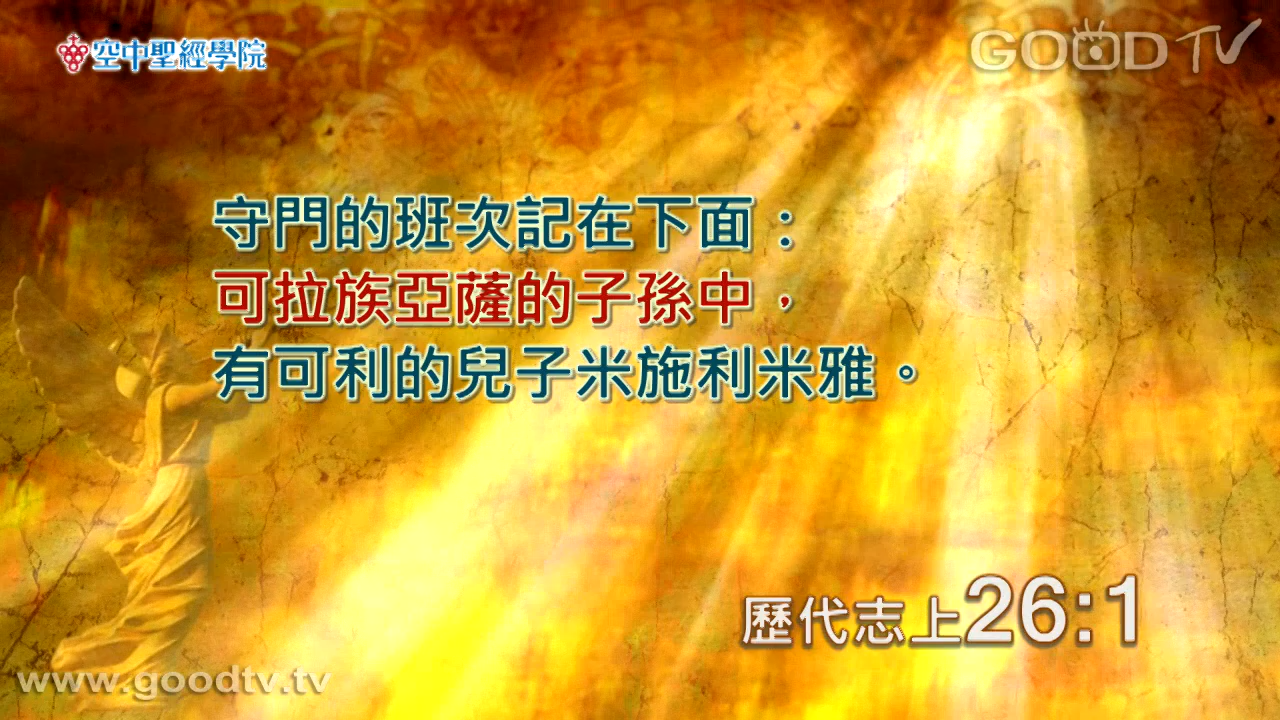 空中聖經學院
GOOD TV
守門的班次記在下面：
可拉族亞薩的子孫中，
有可利的兒子米施利米雅。
歷代志上26:1
www.goodtv.tv